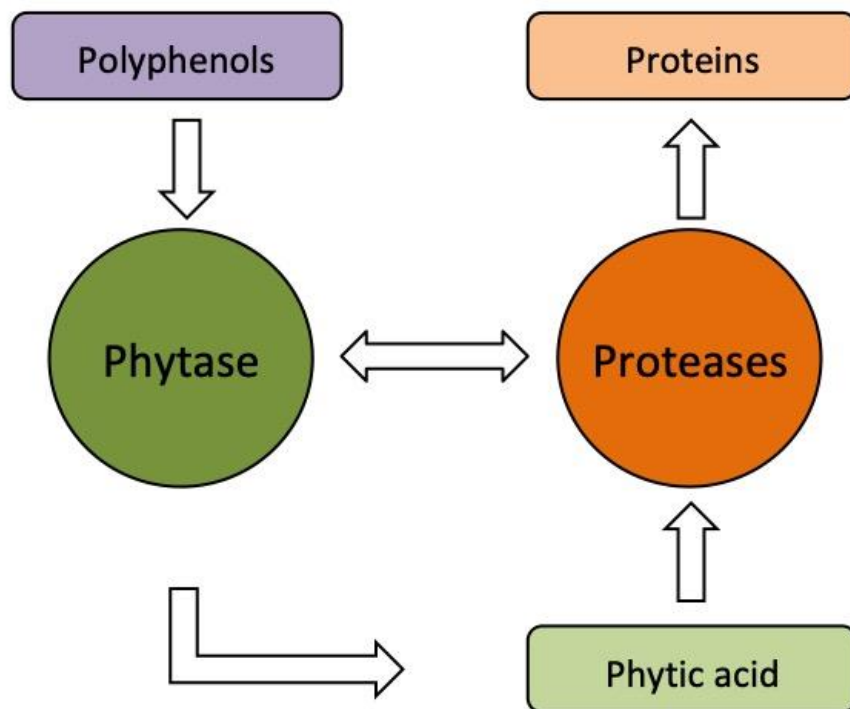 Polyphenols
Proteins
Phytase
Proteases
Phytic acid